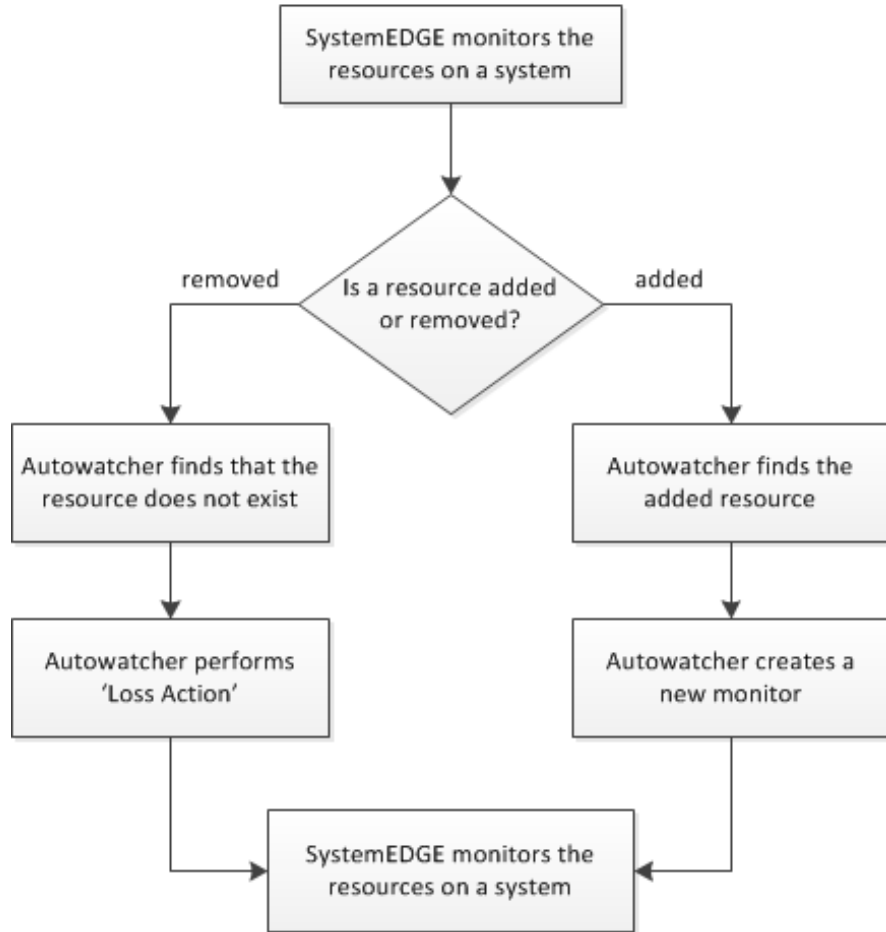 SystemEDGE monitors the
resources on a system
Is a resource added
or removed?
removed
added
Autowatcher finds that the
resource does not exist
Autowatcher finds the
added resource
Autowatcher performs
‘Loss Action’
Autowatcher creates a
new monitor
SystemEDGE monitors the
resources on a system